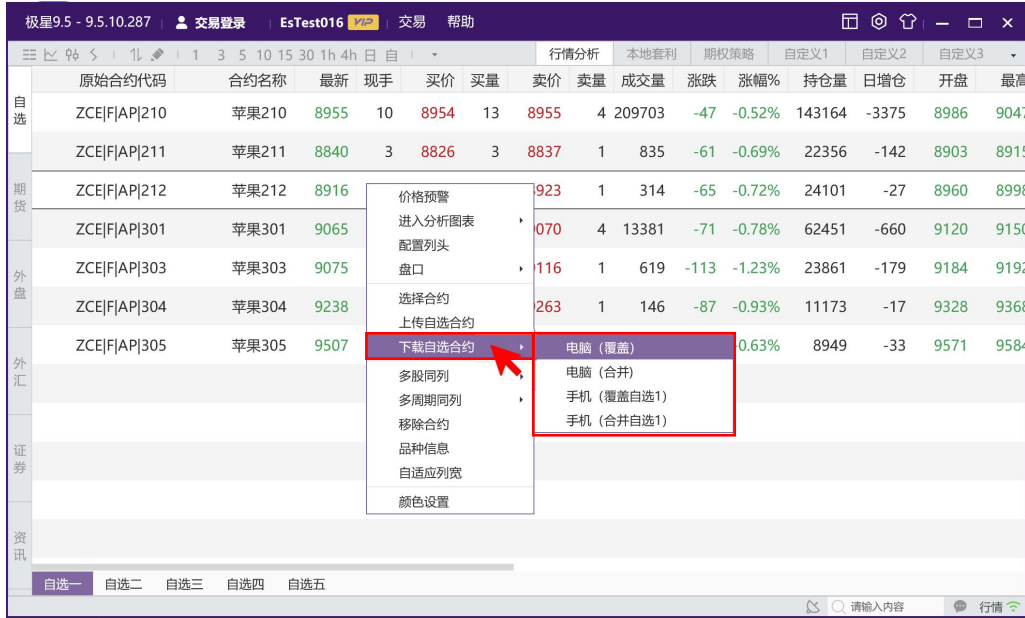 极星9.5 - 9.5.10.287 交易登录 EsTest016 VIP 交易 帮助
1 3 5 10 15 30 1h 4h 日 自 行情分析 本地套利 期权策略 自定义1 自定义2 自定义3
原始合约代码 合约名称 最新 现手 买价 买量 卖价 卖量 成交量 涨跌 涨幅% 持仓量 日增仓 开盘 最高
自选
ZCE|F|AP|210 苹果210 8955 10 8954 13 8955 4 209703 -47 -0.52% 143164 -3375 8986 904
ZCE|F|AP|211 苹果211 8840 3 8826 3 8837 1 835 -61 -0.69% 22356 -142 8903 891
期货
ZCE|F|AP|212 苹果212 8916 923 1 314 -65 -0.72% 24101 -27 8960 899
ZCE|F|AP|301 苹果301 9065 070 4 13381 -71 -0.78% 62451 -660 9120 915
外盘
ZCE|F|AP|303 苹果303 9075 116 1 619 -113 -1.23% 23861 -179 9184 919
ZCE|F|AP|304 苹果304 9238 263 1 146 -87 -0.93% 11173 -17 9328 936
ZCE|F|AP|305 苹果305 9507 0.63% 8949 -33 9571 958
外汇
证券
资讯
价格预警
进入分析图表
配置列头
盘口
选择合约
上传自选合约
下载自选合约
多股同列
多周期同列
移除合约
品种信息
自适应列宽
颜色设置
电脑（覆盖）
电脑（合并）
手机（覆盖自选1）
手机（合并自选1）
自选一 自选二 自选三 自选四 自选五
请输入内容 行情